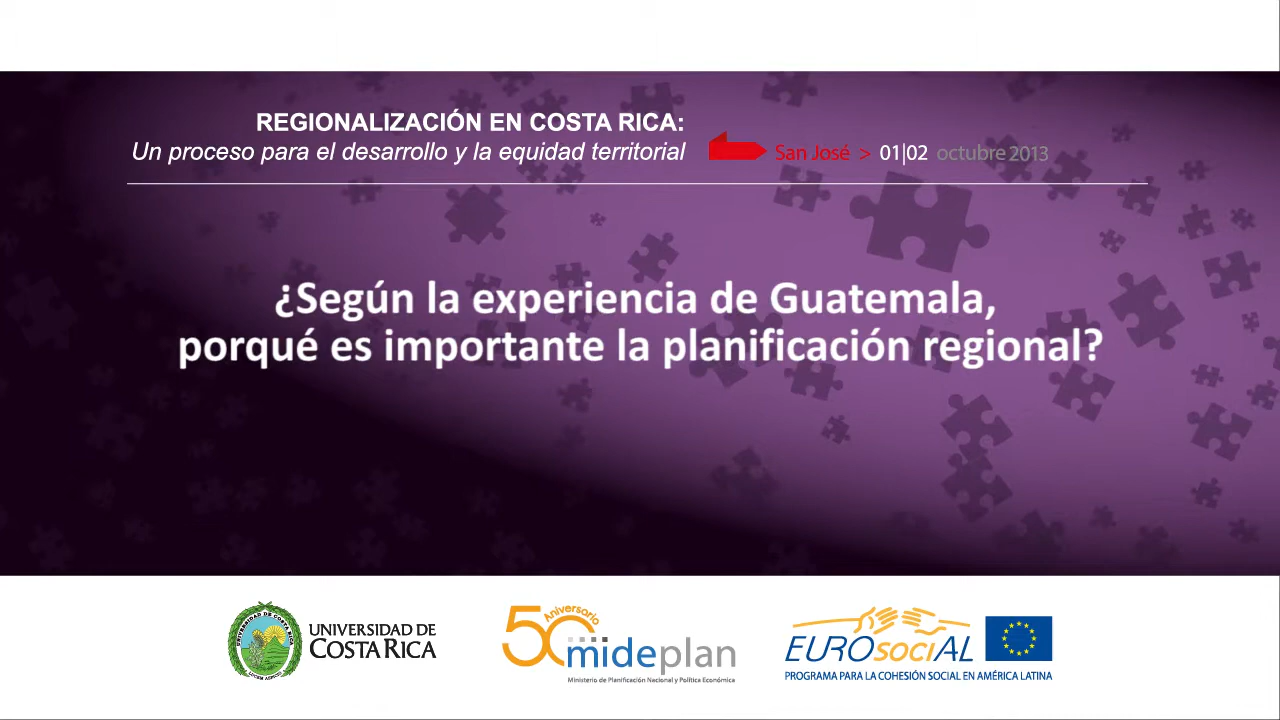 REGIONALIZACIÓN EN COSTA RICA:
Un proceso para el desarrollo y la equidad territorial
San José > 01|02 octubre 2013
¿Según la experiencia de Guatemala,
porqué es importante la planificación regional?
UNIVERSIDAD DE
COSTA RICA
50 Aniversario
mideplan
Ministerio de Planificación Nacional y Política Económica
EUROsociAL
PROGRAMA PARA LA COHESIÓN SOCIAL EN AMÉRICA LATINA